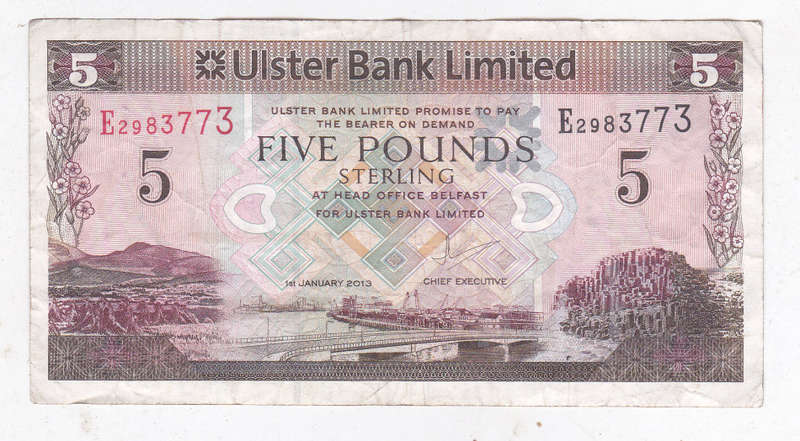 5 Ulster Bank Limited 5
ULSTER BANK LIMITED PROMISE TO PAY
THE BEARER ON DEMAND
E2983773 E2983773
FIVE POUNDS
5 5
STERLING
AT HEAD OFFICE BELFAST
FOR ULSTER BANK LIMITED
1st JANUARY 2013 CHIEF EXECUTIVE